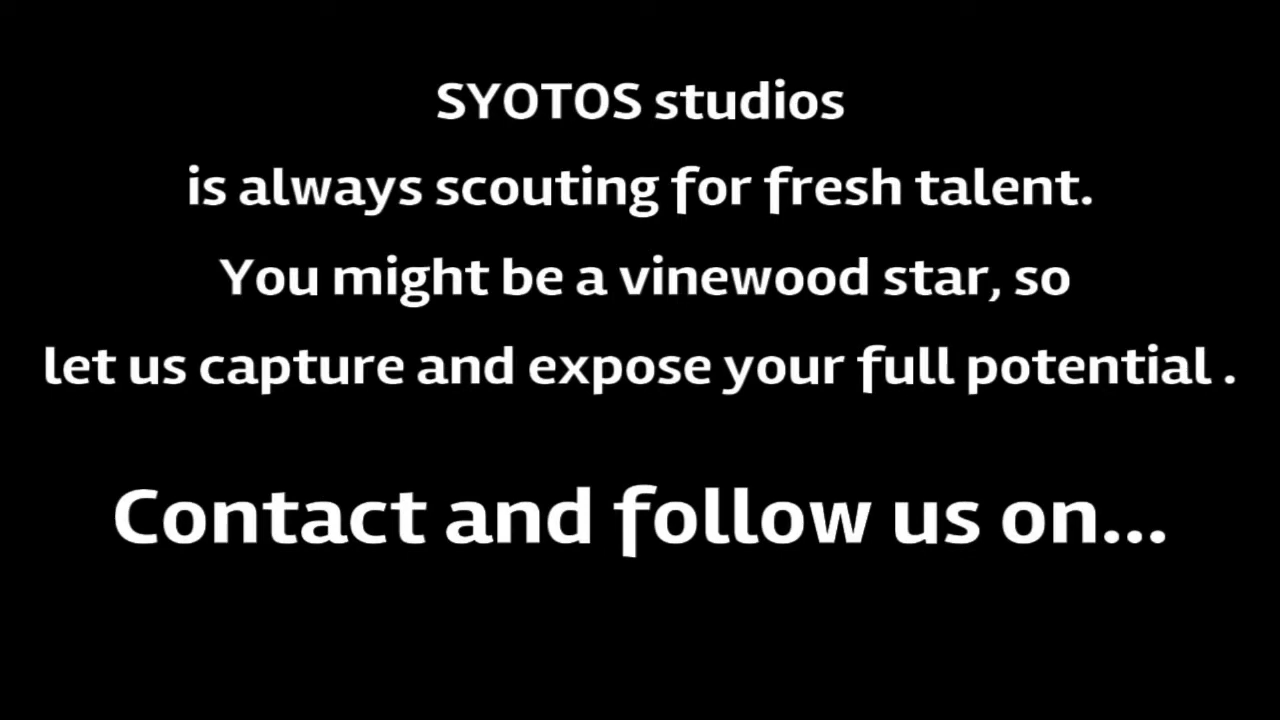 SYOTOS studios
is always scouting for fresh talent.
You might be a vinewood star, so
let us capture and expose your full potential .
Contact and follow us on...